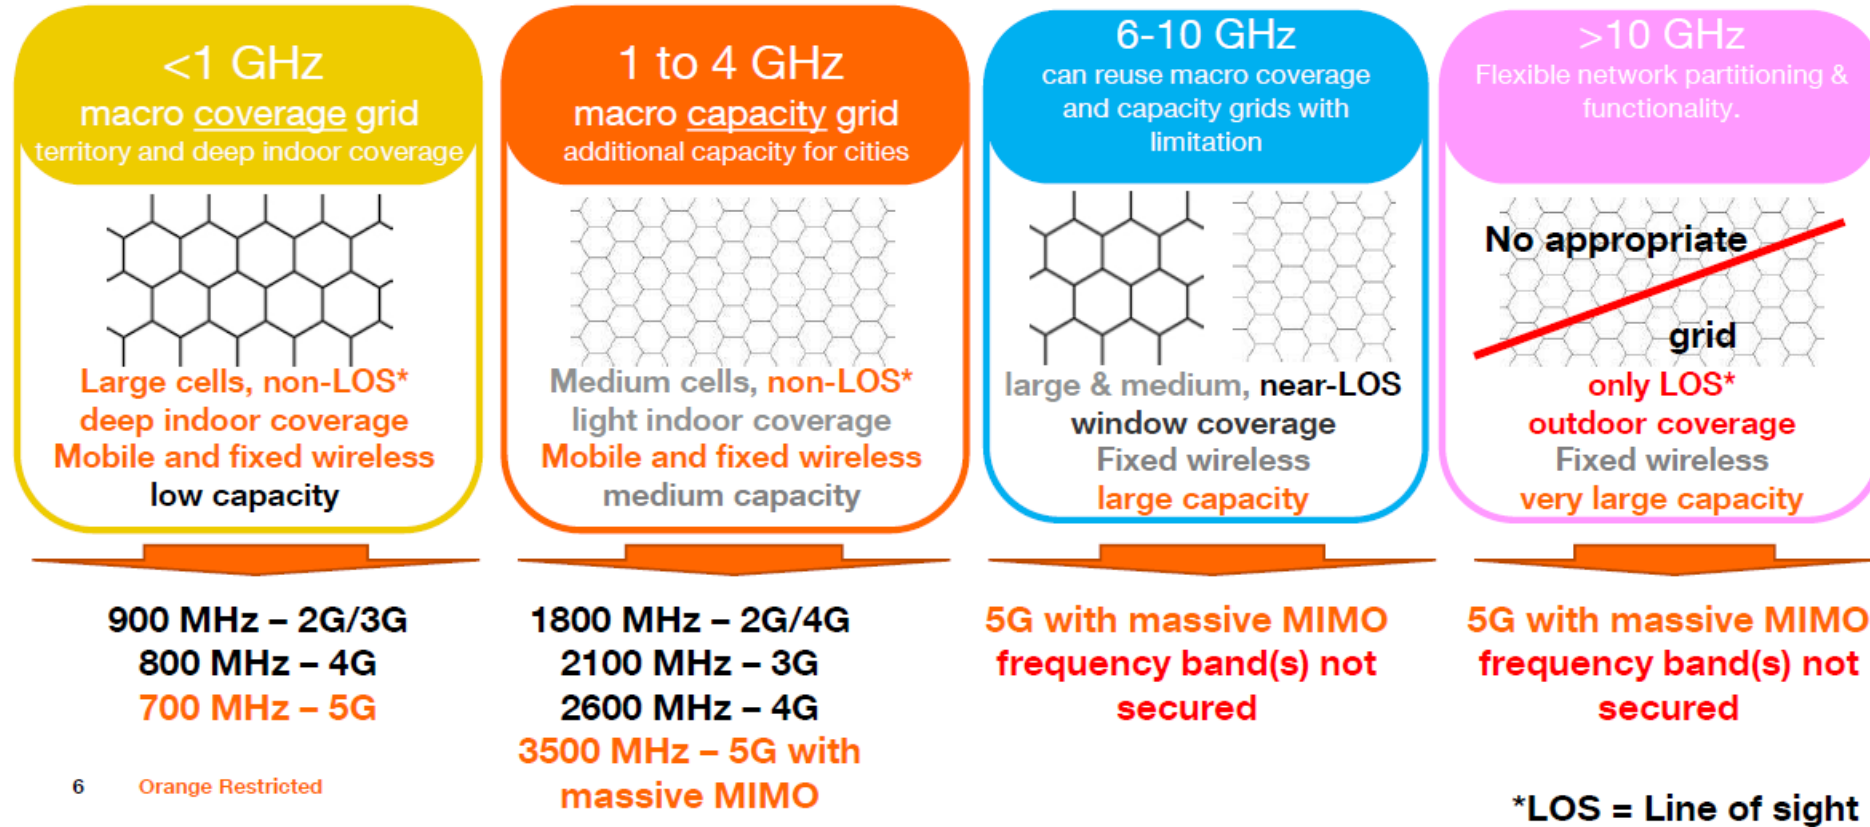 <1 GHz
macro coverage grid
territory and deep indoor coverage
Large cells, non-LOS*
deep indoor coverage
Mobile and fixed wireless
low capacity
900 MHz – 2G/3G
800 MHz – 4G
700 MHz – 5G
1 to 4 GHz
macro capacity grid
additional capacity for cities
Medium cells, non-LOS*
light indoor coverage
Mobile and fixed wireless
medium capacity
1800 MHz – 2G/4G
2100 MHz – 3G
2600 MHz – 4G
3500 MHz – 5G with
massive MIMO
6-10 GHz
can reuse macro coverage
and capacity grids with
limitation
large & medium, near-LOS
window coverage
Fixed wireless
large capacity
5G with massive MIMO
frequency band(s) not
secured
>10 GHz
Flexible network partitioning &
functionality.
No appropriate
grid
only LOS*
outdoor coverage
Fixed wireless
very large capacity
5G with massive MIMO
frequency band(s) not
secured
6 Orange Restricted
*LOS = Line of sight